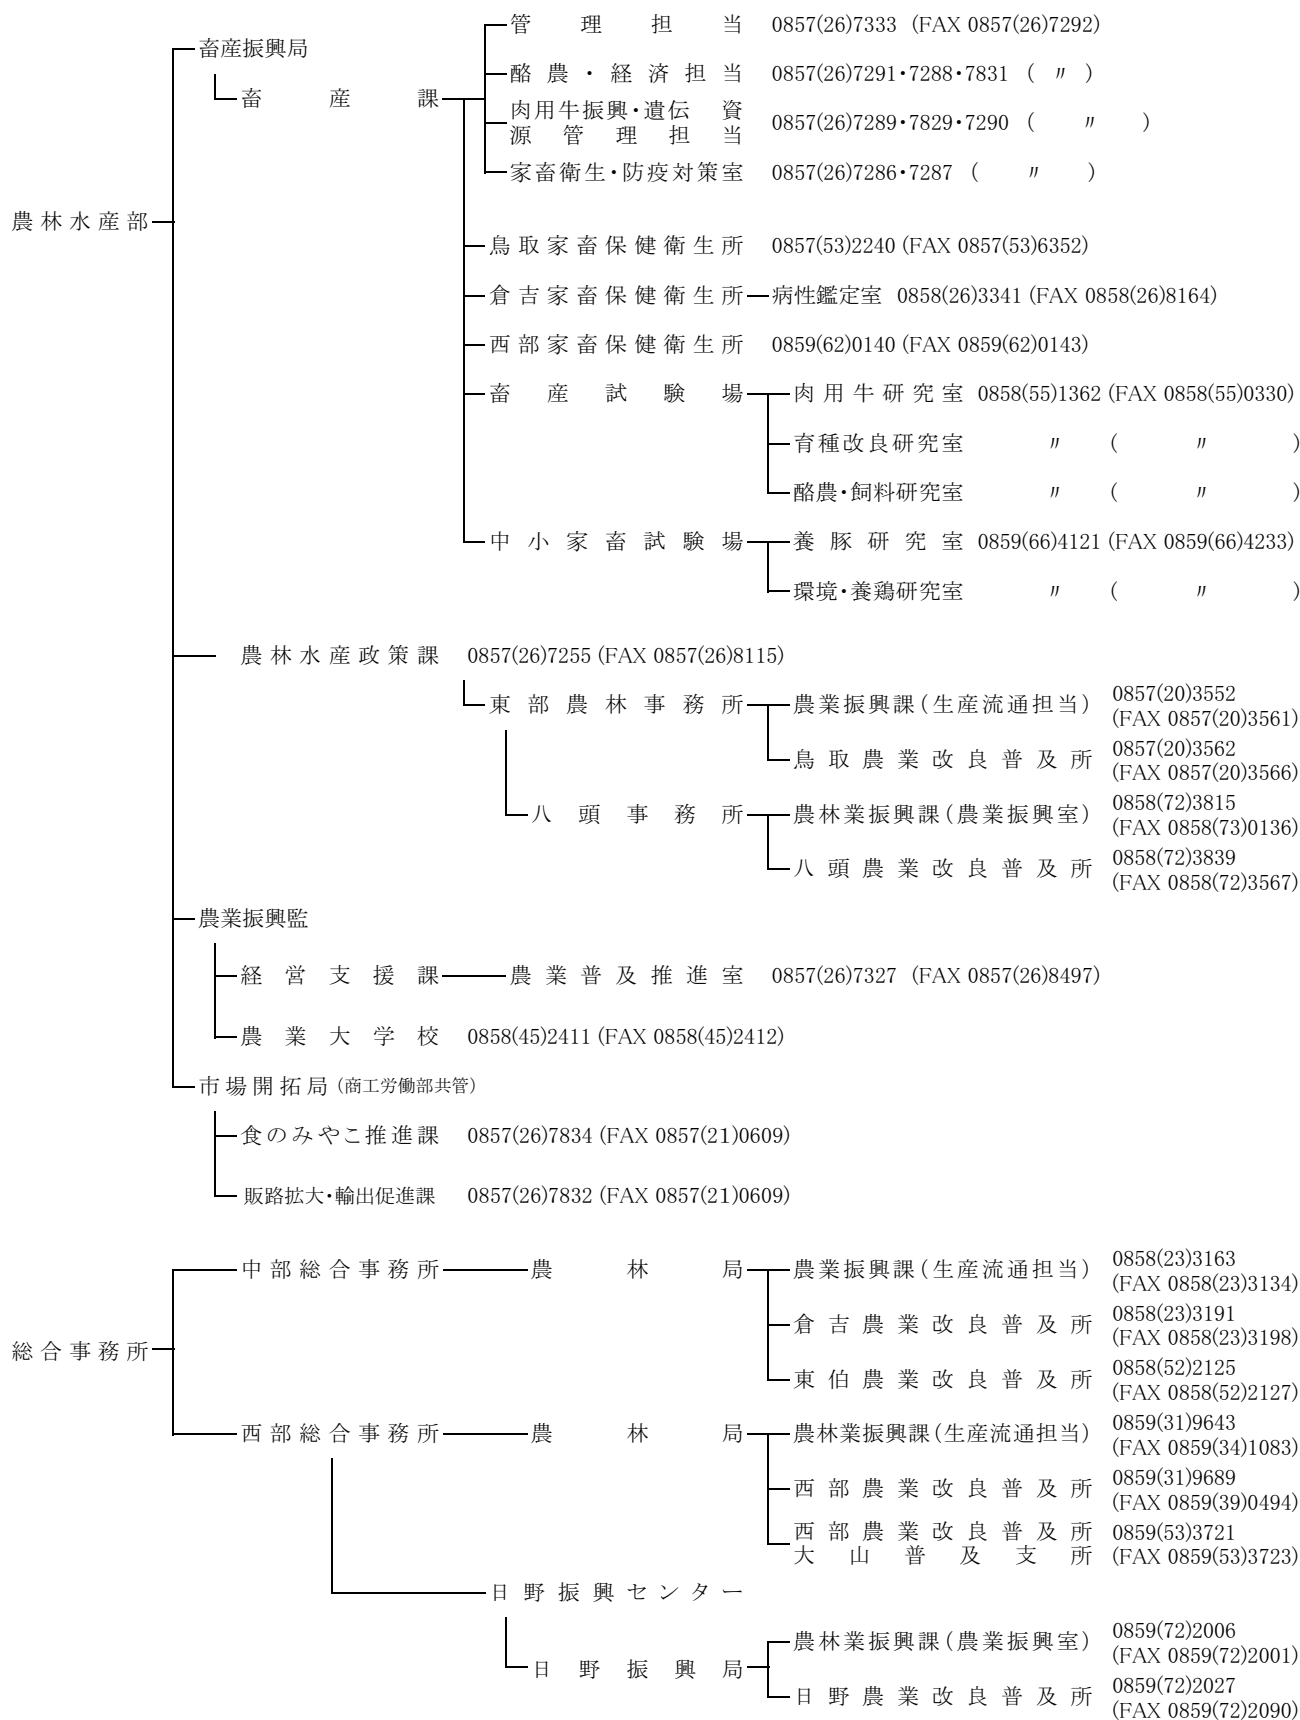 管理担当 0857(26)7333 (FAX 0857(26)7292)
畜産振興局
酪農・経済担当 0857(26)7291・7288・7831 ( 〃 )
畜産課
肉用牛振興・遺伝資
源管理担当 0857(26)7289・7829・7290 ( 〃 )
家畜衛生・防疫対策室 0857(26)7286・7287 ( 〃 )
農林水産部
鳥取家畜保健衛生所 0857(53)2240 (FAX 0857(53)6352)
倉吉家畜保健衛生所 病性鑑定室 0858(26)3341 (FAX 0858(26)8164)
西部家畜保健衛生所 0859(62)0140 (FAX 0859(62)0143)
畜産試験場 肉用牛研究室 0858(55)1362 (FAX 0858(55)0330)
育種改良研究室 〃 ( 〃 )
酪農・飼料研究室 〃 ( 〃 )
中小家畜試験場 養豚研究室 0859(66)4121 (FAX 0859(66)4233)
環境・養鶏研究室 〃 ( 〃 )
農林水産政策課 0857(26)7255 (FAX 0857(26)8115)
東部農林事務所 農業振興課(生産流通担当) 0857(20)3552
(FAX 0857(20)3561)
鳥取農業改良普及所 0857(20)3562
(FAX 0857(20)3566)
八頭事務所 農林業振興課(農業振興室) 0858(72)3815
(FAX 0858(73)0136)
八頭農業改良普及所 0858(72)3839
(FAX 0858(72)3567)
農業振興監
経営支援課 農業普及推進室 0857(26)7327 (FAX 0857(26)8497)
農業大学校 0858(45)2411 (FAX 0858(45)2412)
市場開拓局(商工労働部共管)
食のみやこ推進課 0857(26)7834 (FAX 0857(21)0609)
販路拡大・輸出促進課 0857(26)7832 (FAX 0857(21)0609)
中部総合事務所 農林局 農業振興課(生産流通担当) 0858(23)3163
(FAX 0858(23)3134)
倉吉農業改良普及所 0858(23)3191
(FAX 0858(23)3198)
総合事務所
東伯農業改良普及所 0858(52)2125
(FAX 0858(52)2127)
西部総合事務所 農林局 農林業振興課(生産流通担当) 0859(31)9643
(FAX 0859(34)1083)
西部農業改良普及所 0859(31)9689
(FAX 0859(39)0494)
西部農業改良普及所 0859(53)3721
大山普及支所 (FAX 0859(53)3723)
日野振興センター
日野振興局 農林業振興課(農業振興室) 0859(72)2006
(FAX 0859(72)2001)
日野農業改良普及所 0859(72)2027
(FAX 0859(72)2090)